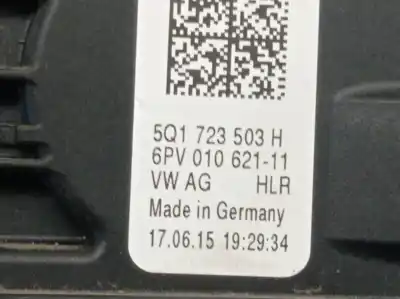 5Q1 723 503 H
6PV 010 621-11
VW AG HLR
Made in Germany
17.06.15 19:29:34